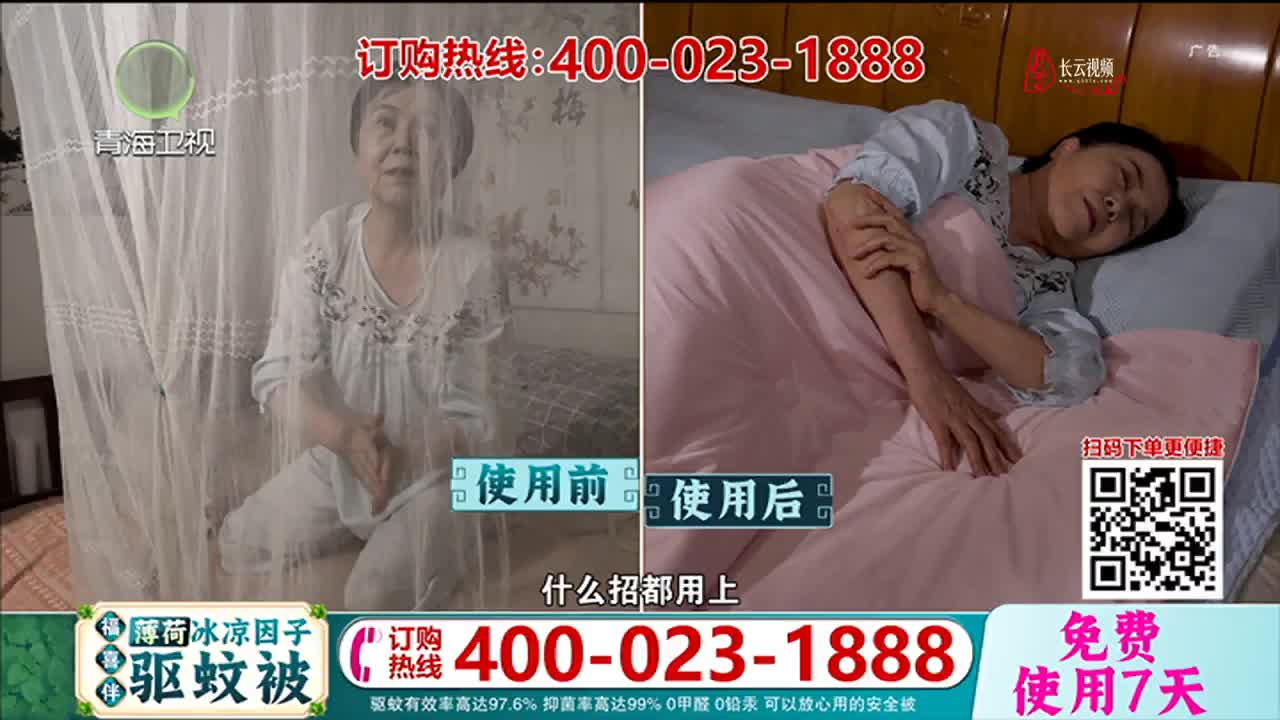 订购热线:400-023-1888
广告
长云视频
青海卫视
梅
使用前
使用后
扫码下单更便捷
什么招都用上
福喜伴
薄荷冰凉因子
驱蚊被
订购热线
400-023-1888
驱蚊有效率高达97.6% 抑菌率高达99% 0甲醛 0铅汞 可以放心用的安全被
免费
使用7天